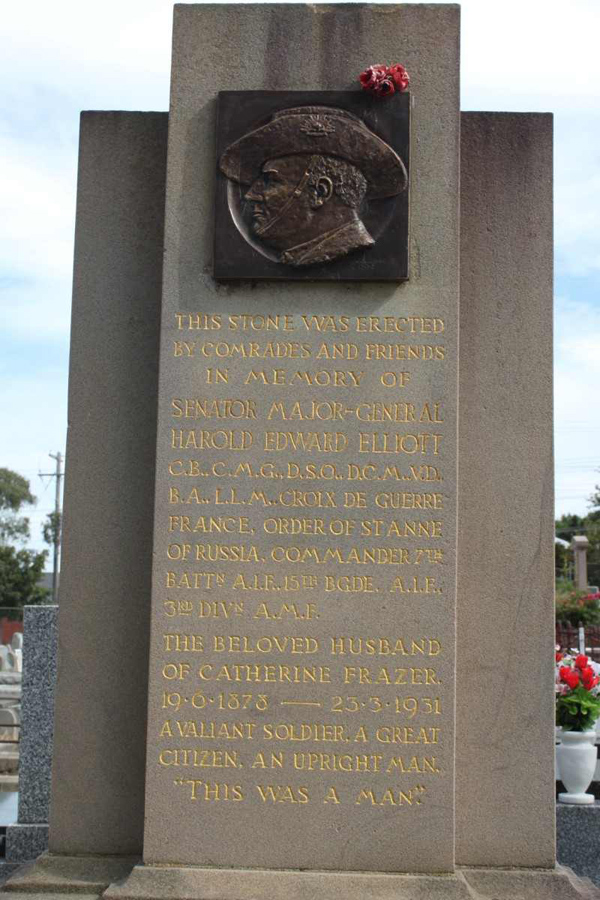 THIS STONE WAS ERECTED
BY COMRADES AND FRIENDS
IN MEMORY OF
SENATOR MAJOR-GENERAL
HAROLD EDWARD ELLIOTT
C.B., C.M.G., D.S.O., D.C.M., V.D.,
B.A., L.L.M., CROIX DE GUERRE
FRANCE, ORDER OF ST ANNE
OF RUSSIA, COMMANDER 7TH
BATTN A.I.F., 15TH BGDE, A.I.F.,
3RD DIVN A.M.F.
THE BELOVED HUSBAND
OF CATHERINE FRAZER.
19·6·1878 — 23·3·1931
A VALIANT SOLDIER, A GREAT
CITIZEN, AN UPRIGHT MAN.
"THIS WAS A MAN".